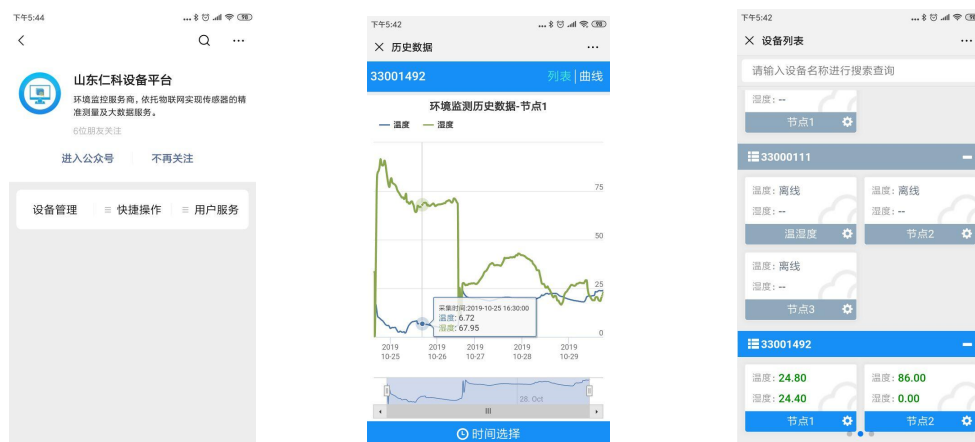 下午5:44
98
山东仁科设备平台
环境监控服务商，依托物联网实现传感器的精
准测量及大数据服务。
6位朋友关注
进入公众号
不再关注
设备管理
快捷操作
用户服务
下午5:42
98
历史数据
33001492
列表|曲线
环境监测历史数据-节点1
温度
湿度
75
50
25
0
采集时间:2019-10-25 16:30:00
温度: 6.72
湿度: 67.95
2019
10-25
2019
10-26
2019
10-27
2019
10-28
2019
10-29
28. Oct
时间选择
下午5:42
98
设备列表
请输入设备名称进行搜索查询
湿度: --
节点1
33000111
温度: 离线
湿度: --
温湿度
温度: 离线
湿度: --
节点2
温度: 离线
湿度: --
节点3
33001492
温度: 24.80
湿度: 24.40
节点1
温度: 86.00
湿度: 0.00
节点2